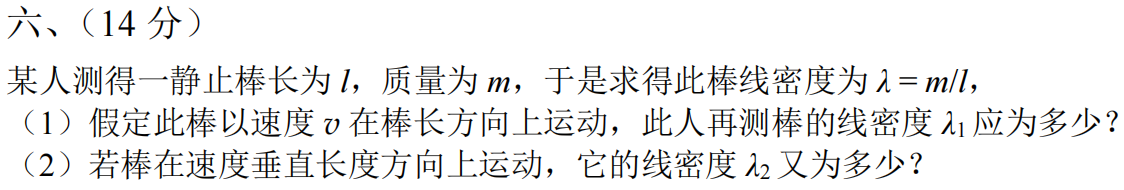 六、（14 分）
某人测得一静止棒长为 l，质量为 m，于是求得此棒线密度为 λ = m/l，
（1）假定此棒以速度 v 在棒长方向上运动，此人再测棒的线密度 λ₁ 应为多少？
（2）若棒在速度垂直长度方向上运动，它的线密度 λ₂ 又为多少？